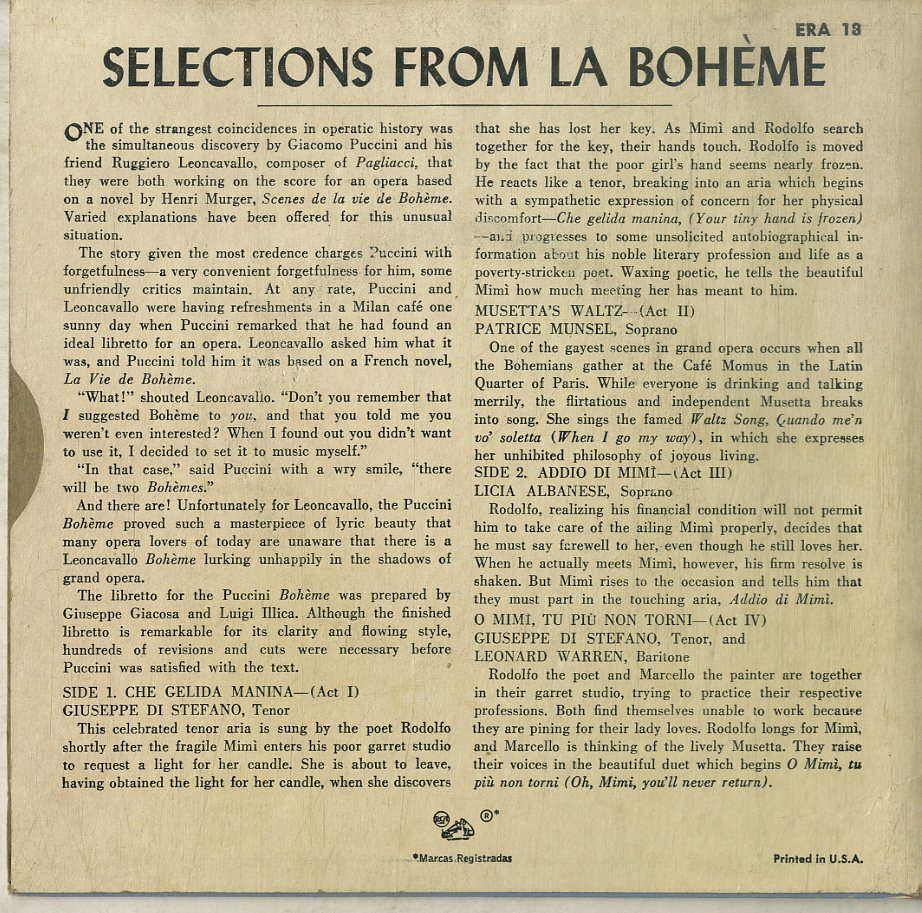 ERA 18
SELECTIONS FROM LA BOHÈME
ONE of the strangest coincidences in operatic history was
the simultaneous discovery by Giacomo Puccini and his
friend Ruggiero Leoncavallo, composer of Pagliacci, that
they were both working on the score for an opera based
on a novel by Henri Murger, Scenes de la vie de Bohème.
Varied explanations have been offered for this unusual
situation.
The story given the most credence charges Puccini with
forgetfulness—a very convenient forgetfulness for him, some
unfriendly critics maintain. At any rate, Puccini and
Leoncavallo were having refreshments in a Milan café one
sunny day when Puccini remarked that he had found an
ideal libretto for an opera. Leoncavallo asked him what it
was, and Puccini told him it was based on a French novel,
La Vie de Bohème.
“What!” shouted Leoncavallo. “Don’t you remember that
I suggested Bohème to you, and that you told me you
weren’t even interested? When I found out you didn’t want
to use it, I decided to set it to music myself.”
“In that case,” said Puccini with a wry smile, “there
will be two Bohèmes.”
And there are! Unfortunately for Leoncavallo, the Puccini
Bohème proved such a masterpiece of lyric beauty that
many opera lovers of today are unaware that there is a
Leoncavallo Bohème lurking unhappily in the shadows of
grand opera.
The libretto for the Puccini Bohème was prepared by
Giuseppe Giacosa and Luigi Illica. Although the finished
libretto is remarkable for its clarity and flowing style,
hundreds of revisions and cuts were necessary before
Puccini was satisfied with the text.
SIDE 1. CHE GELIDA MANINA—(Act I)
GIUSEPPE DI STEFANO, Tenor
This celebrated tenor aria is sung by the poet Rodolfo
shortly after the fragile Mimì enters his poor garret studio
to request a light for her candle. She is about to leave,
having obtained the light for her candle, when she discovers
that she has lost her key. As Mimì and Rodolfo search
together for the key, their hands touch. Rodolfo is moved
by the fact that the poor girl’s hand seems nearly frozen.
He reacts like a tenor, breaking into an aria which begins
with a sympathetic expression of concern for her physical
discomfort—Che gelida manina, (Your tiny hand is frozen)
—and progresses to some unsolicited autobiographical in-
formation about his noble literary profession and life as a
poverty-stricken poet. Waxing poetic, he tells the beautiful
Mimì how much meeting her has meant to him.
MUSETTA’S WALTZ—(Act II)
PATRICE MUNSEL, Soprano
One of the gayest scenes in grand opera occurs when all
the Bohemians gather at the Café Momus in the Latin
Quarter of Paris. While everyone is drinking and talking
merrily, the flirtatious and independent Musetta breaks
into song. She sings the famed Waltz Song, Quando me’n
vo’ soletta (When I go my way), in which she expresses
her unhibited philosophy of joyous living.
SIDE 2. ADDIO DI MIMÌ—(Act III)
LICIA ALBANESE, Soprano
Rodolfo, realizing his financial condition will not permit
him to take care of the ailing Mimì properly, decides that
he must say farewell to her, even though he still loves her.
When he actually meets Mimì, however, his firm resolve is
shaken. But Mimì rises to the occasion and tells him that
they must part in the touching aria, Addio di Mimì.
O MIMÌ, TU PIÙ NON TORNI—(Act IV)
GIUSEPPE DI STEFANO, Tenor, and
LEONARD WARREN, Baritone
Rodolfo the poet and Marcello the painter are together
in their garret studio, trying to practice their respective
professions. Both find themselves unable to work because
they are pining for their lady loves. Rodolfo longs for Mimì,
and Marcello is thinking of the lively Musetta. They raise
their voices in the beautiful duet which begins O Mimì, tu
più non torni (Oh, Mimi, you’ll never return).
RCA ®*
*Marcas Registradas
Printed in U.S.A.